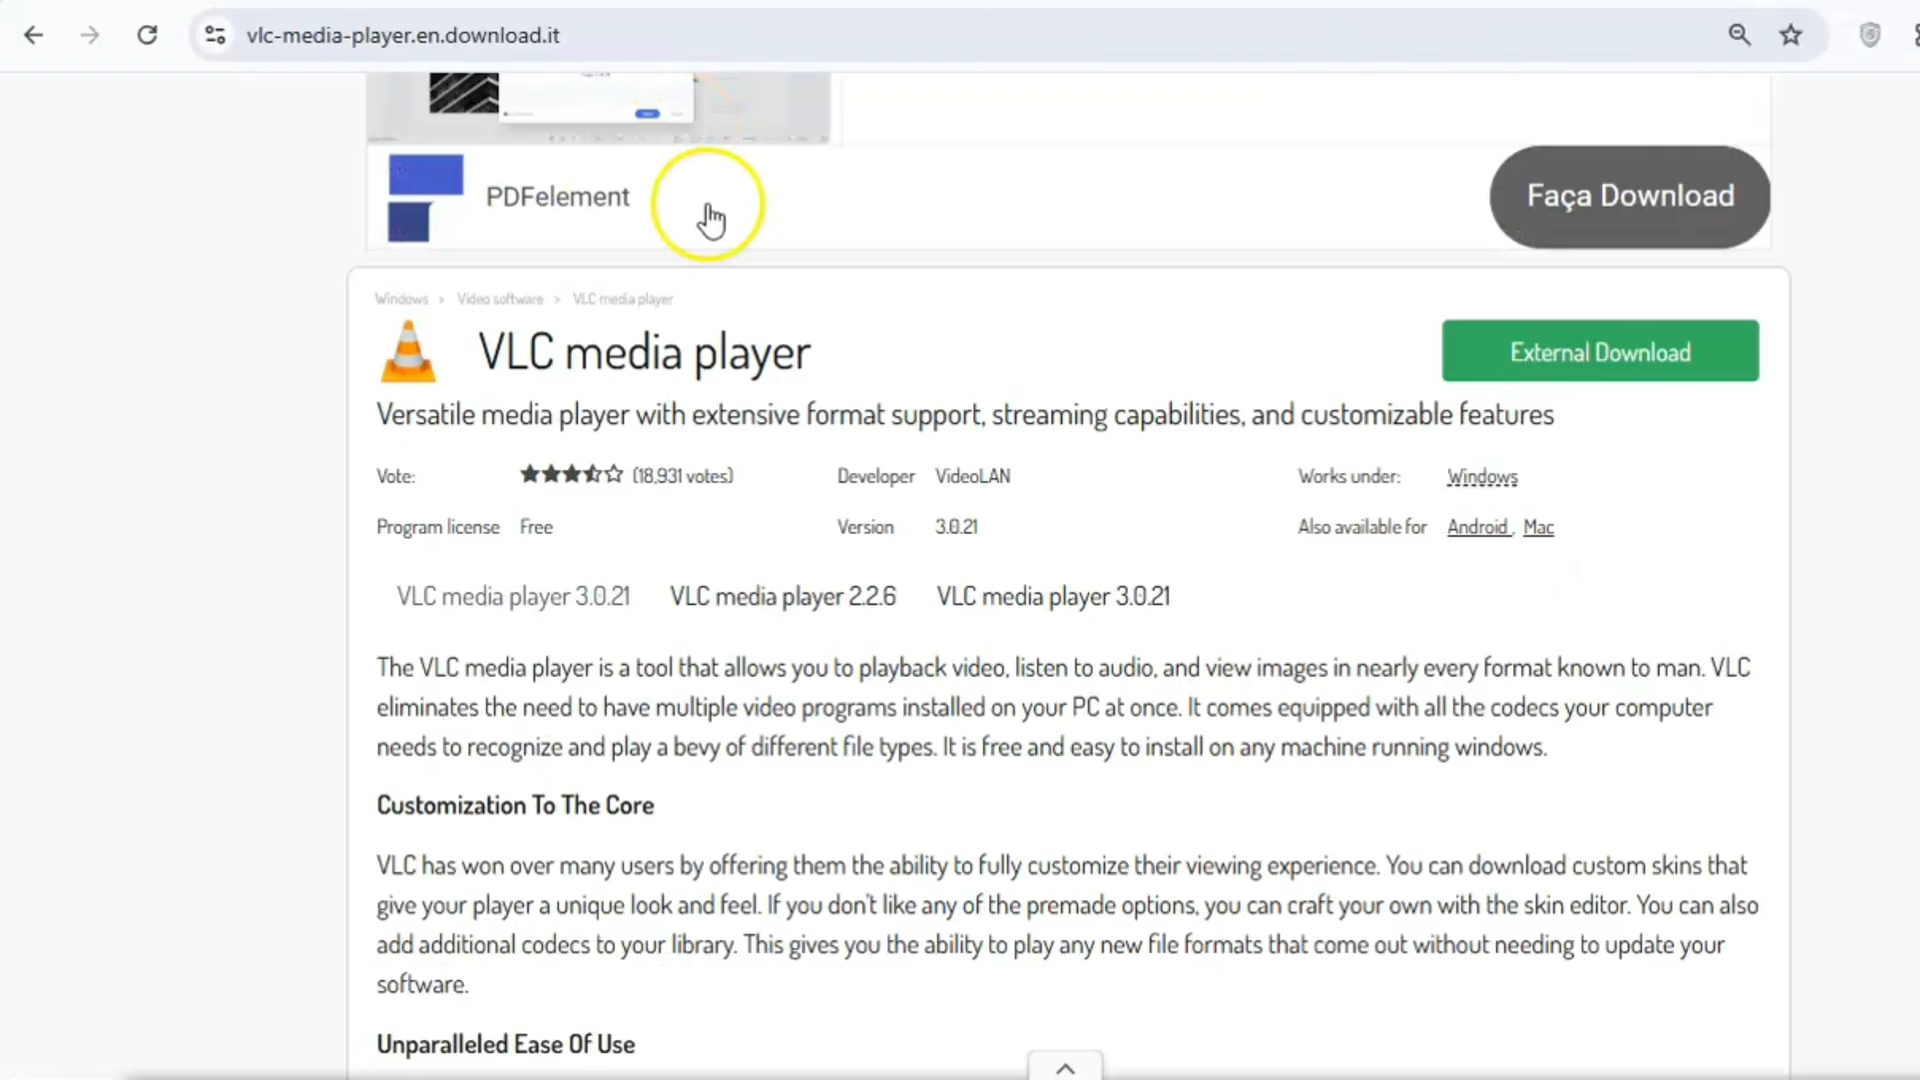 vlc-media-player.en.download.it
PDFelement
Faça Download
Windows > Video software > VLC media player
VLC media player
External Download
Versatile media player with extensive format support, streaming capabilities, and customizable features
Vote: (18,931 votes) Developer VideoLAN Works under: Windows
Program license Free Version 3.0.21 Also available for Android, Mac
VLC media player 3.0.21 VLC media player 2.2.6 VLC media player 3.0.21
The VLC media player is a tool that allows you to playback video, listen to audio, and view images in nearly every format known to man. VLC
eliminates the need to have multiple video programs installed on your PC at once. It comes equipped with all the codecs your computer
needs to recognize and play a bevy of different file types. It is free and easy to install on any machine running windows.
Customization To The Core
VLC has won over many users by offering them the ability to fully customize their viewing experience. You can download custom skins that
give your player a unique look and feel. If you don't like any of the premade options, you can craft your own with the skin editor. You can also
add additional codecs to your library. This gives you the ability to play any new file formats that come out without needing to update your
software.
Unparalleled Ease Of Use